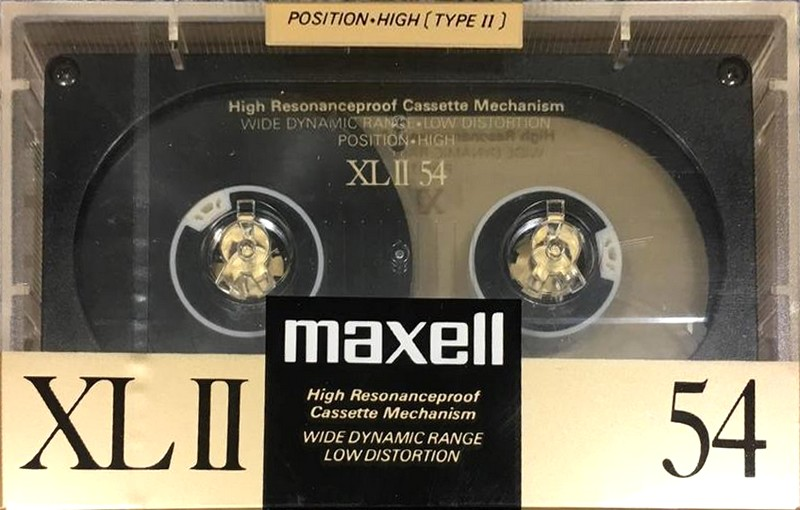 POSITION•HIGH (TYPE II)
High Resonanceproof Cassette Mechanism
WIDE DYNAMIC RANGE•LOW DISTORTION
POSITION•HIGH
XL II 54
maxell
High Resonanceproof
Cassette Mechanism
WIDE DYNAMIC RANGE
LOW DISTORTION
XL II
54